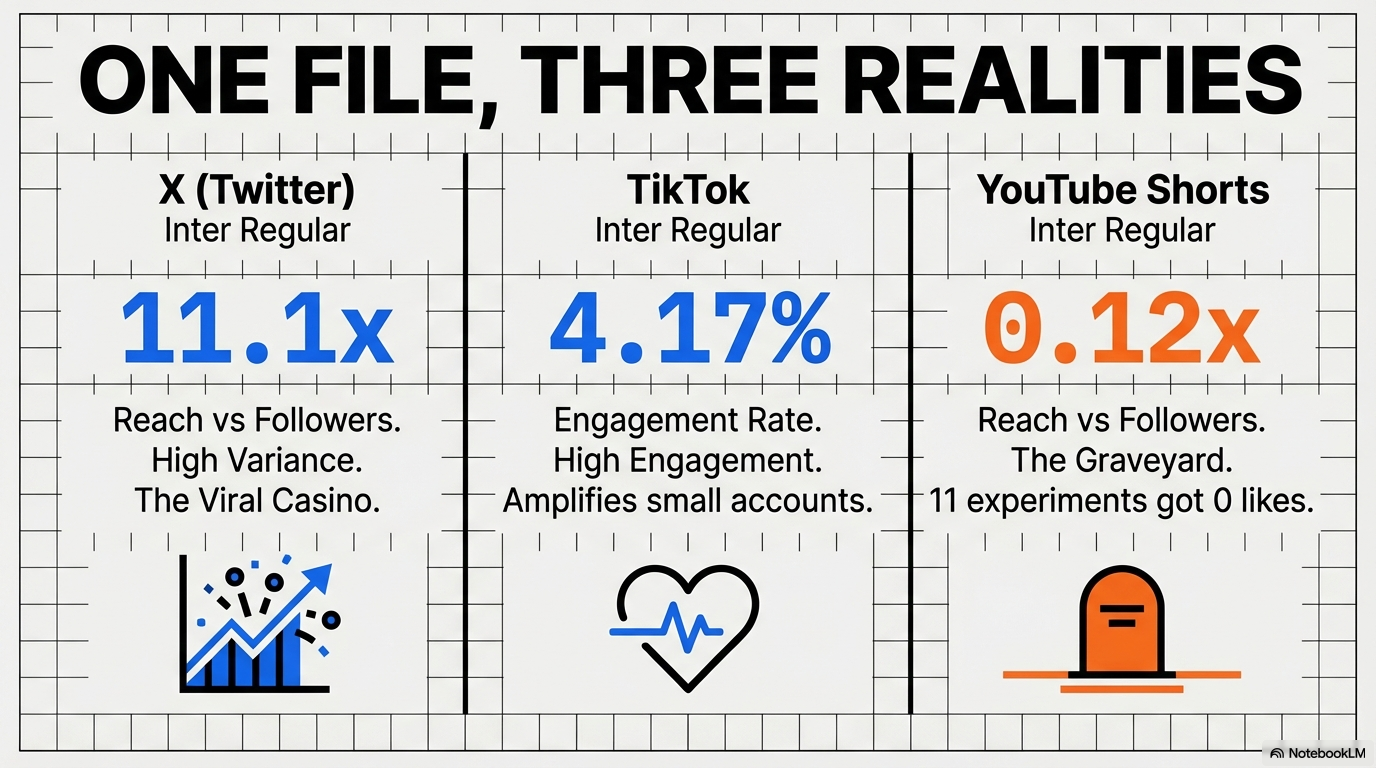 ONE FILE, THREE REALITIES
X (Twitter)
Inter Regular
11.1x
Reach vs Followers.
High Variance.
The Viral Casino.
TikTok
Inter Regular
4.17%
Engagement Rate.
High Engagement.
Amplifies small accounts.
YouTube Shorts
Inter Regular
0.12x
Reach vs Followers.
The Graveyard.
11 experiments got 0 likes.
NotebookLM